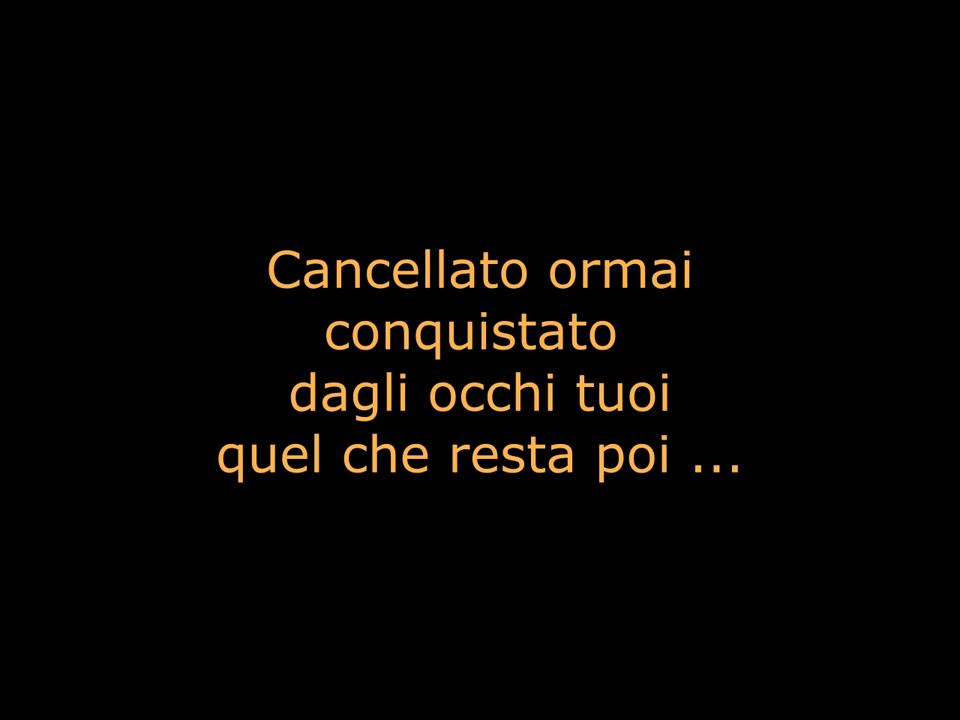 Cancellato ormai
conquistato
dagli occhi tuoi
quel che resta poi ...